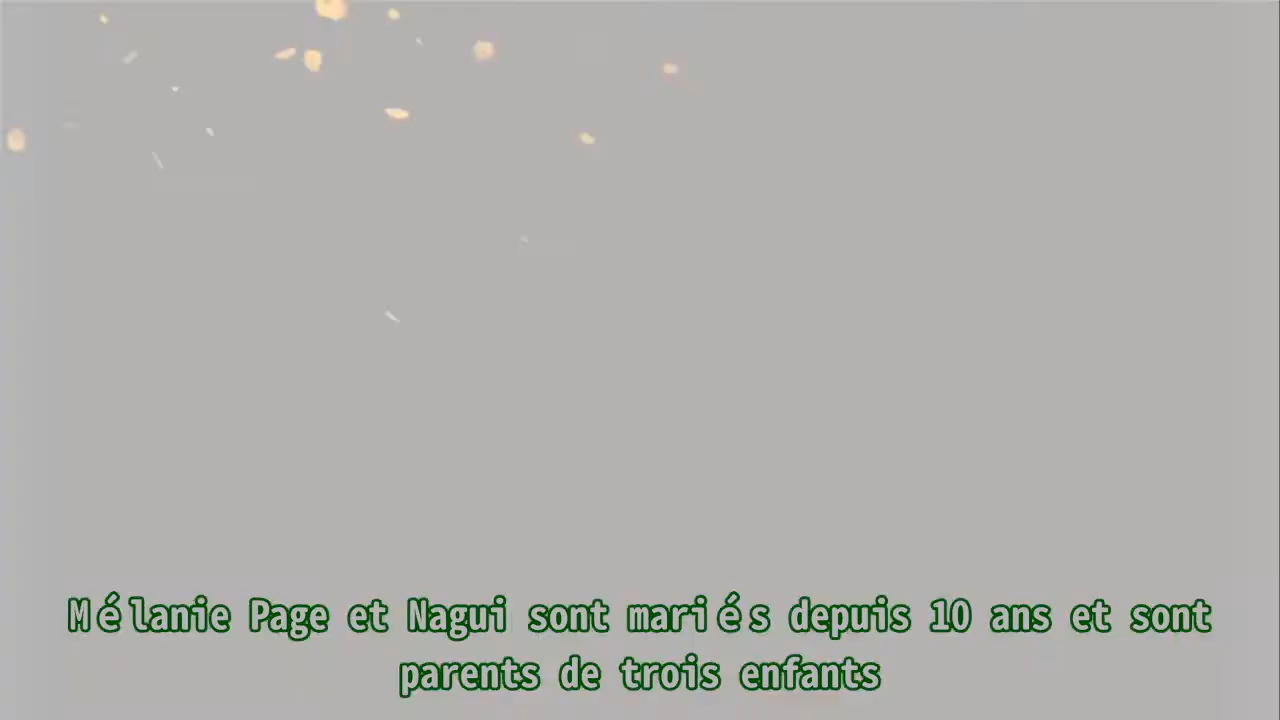 Mélanie Page et Nagui sont mariés depuis 10 ans et sont
parents de trois enfants